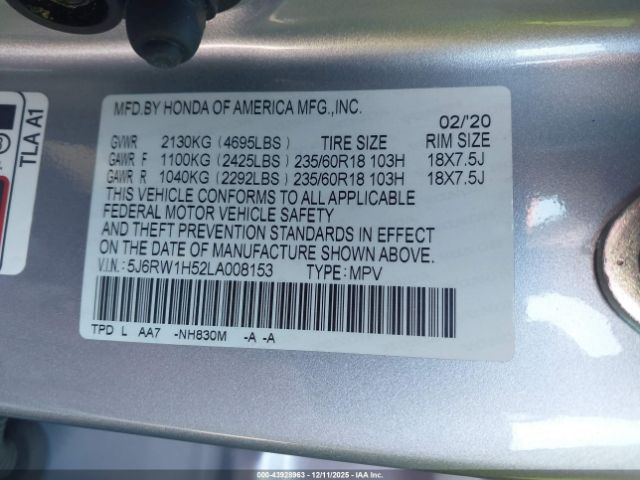 TLA A1
MFD.BY HONDA OF AMERICA MFG.,INC.
02/'20
GVWR 2130KG (4695LBS) TIRE SIZE RIM SIZE
GAWR F 1100KG (2425LBS) 235/60R18 103H 18X7.5J
GAWR R 1040KG (2292LBS) 235/60R18 103H 18X7.5J
THIS VEHICLE CONFORMS TO ALL APPLICABLE
FEDERAL MOTOR VEHICLE SAFETY
AND THEFT PREVENTION STANDARDS IN EFFECT
ON THE DATE OF MANUFACTURE SHOWN ABOVE.
V.I.N.: 5J6RW1H52LA008153 TYPE: MPV
TPD L AA7 -NH830M -A -A
000-43928963 - 12/11/2025 - IAAI.COM